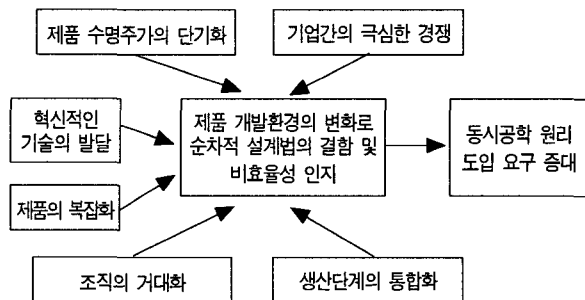 제품 수명주가의 단기화
기업간의 극심한 경쟁
혁신적인
기술의 발달
제품 개발환경의 변화로
순차적 설계법의 결함 및
비효율성 인지
동시공학 원리
도입 요구 증대
제품의 복잡화
조직의 거대화
생산단계의 통합화